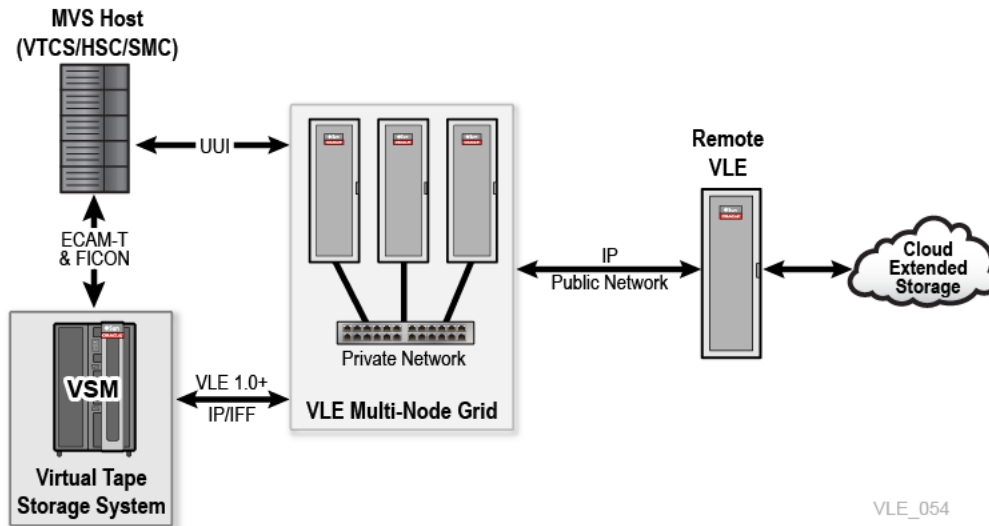 MVS Host
(VTCS/HSC/SMC)
UUI
ECAM-T
& FICON
VSM
Virtual Tape
Storage System
VLE 1.0+
IP/IFF
Private Network
VLE Multi-Node Grid
IP
Public Network
Remote
VLE
Cloud
Extended
Storage
VLE_054